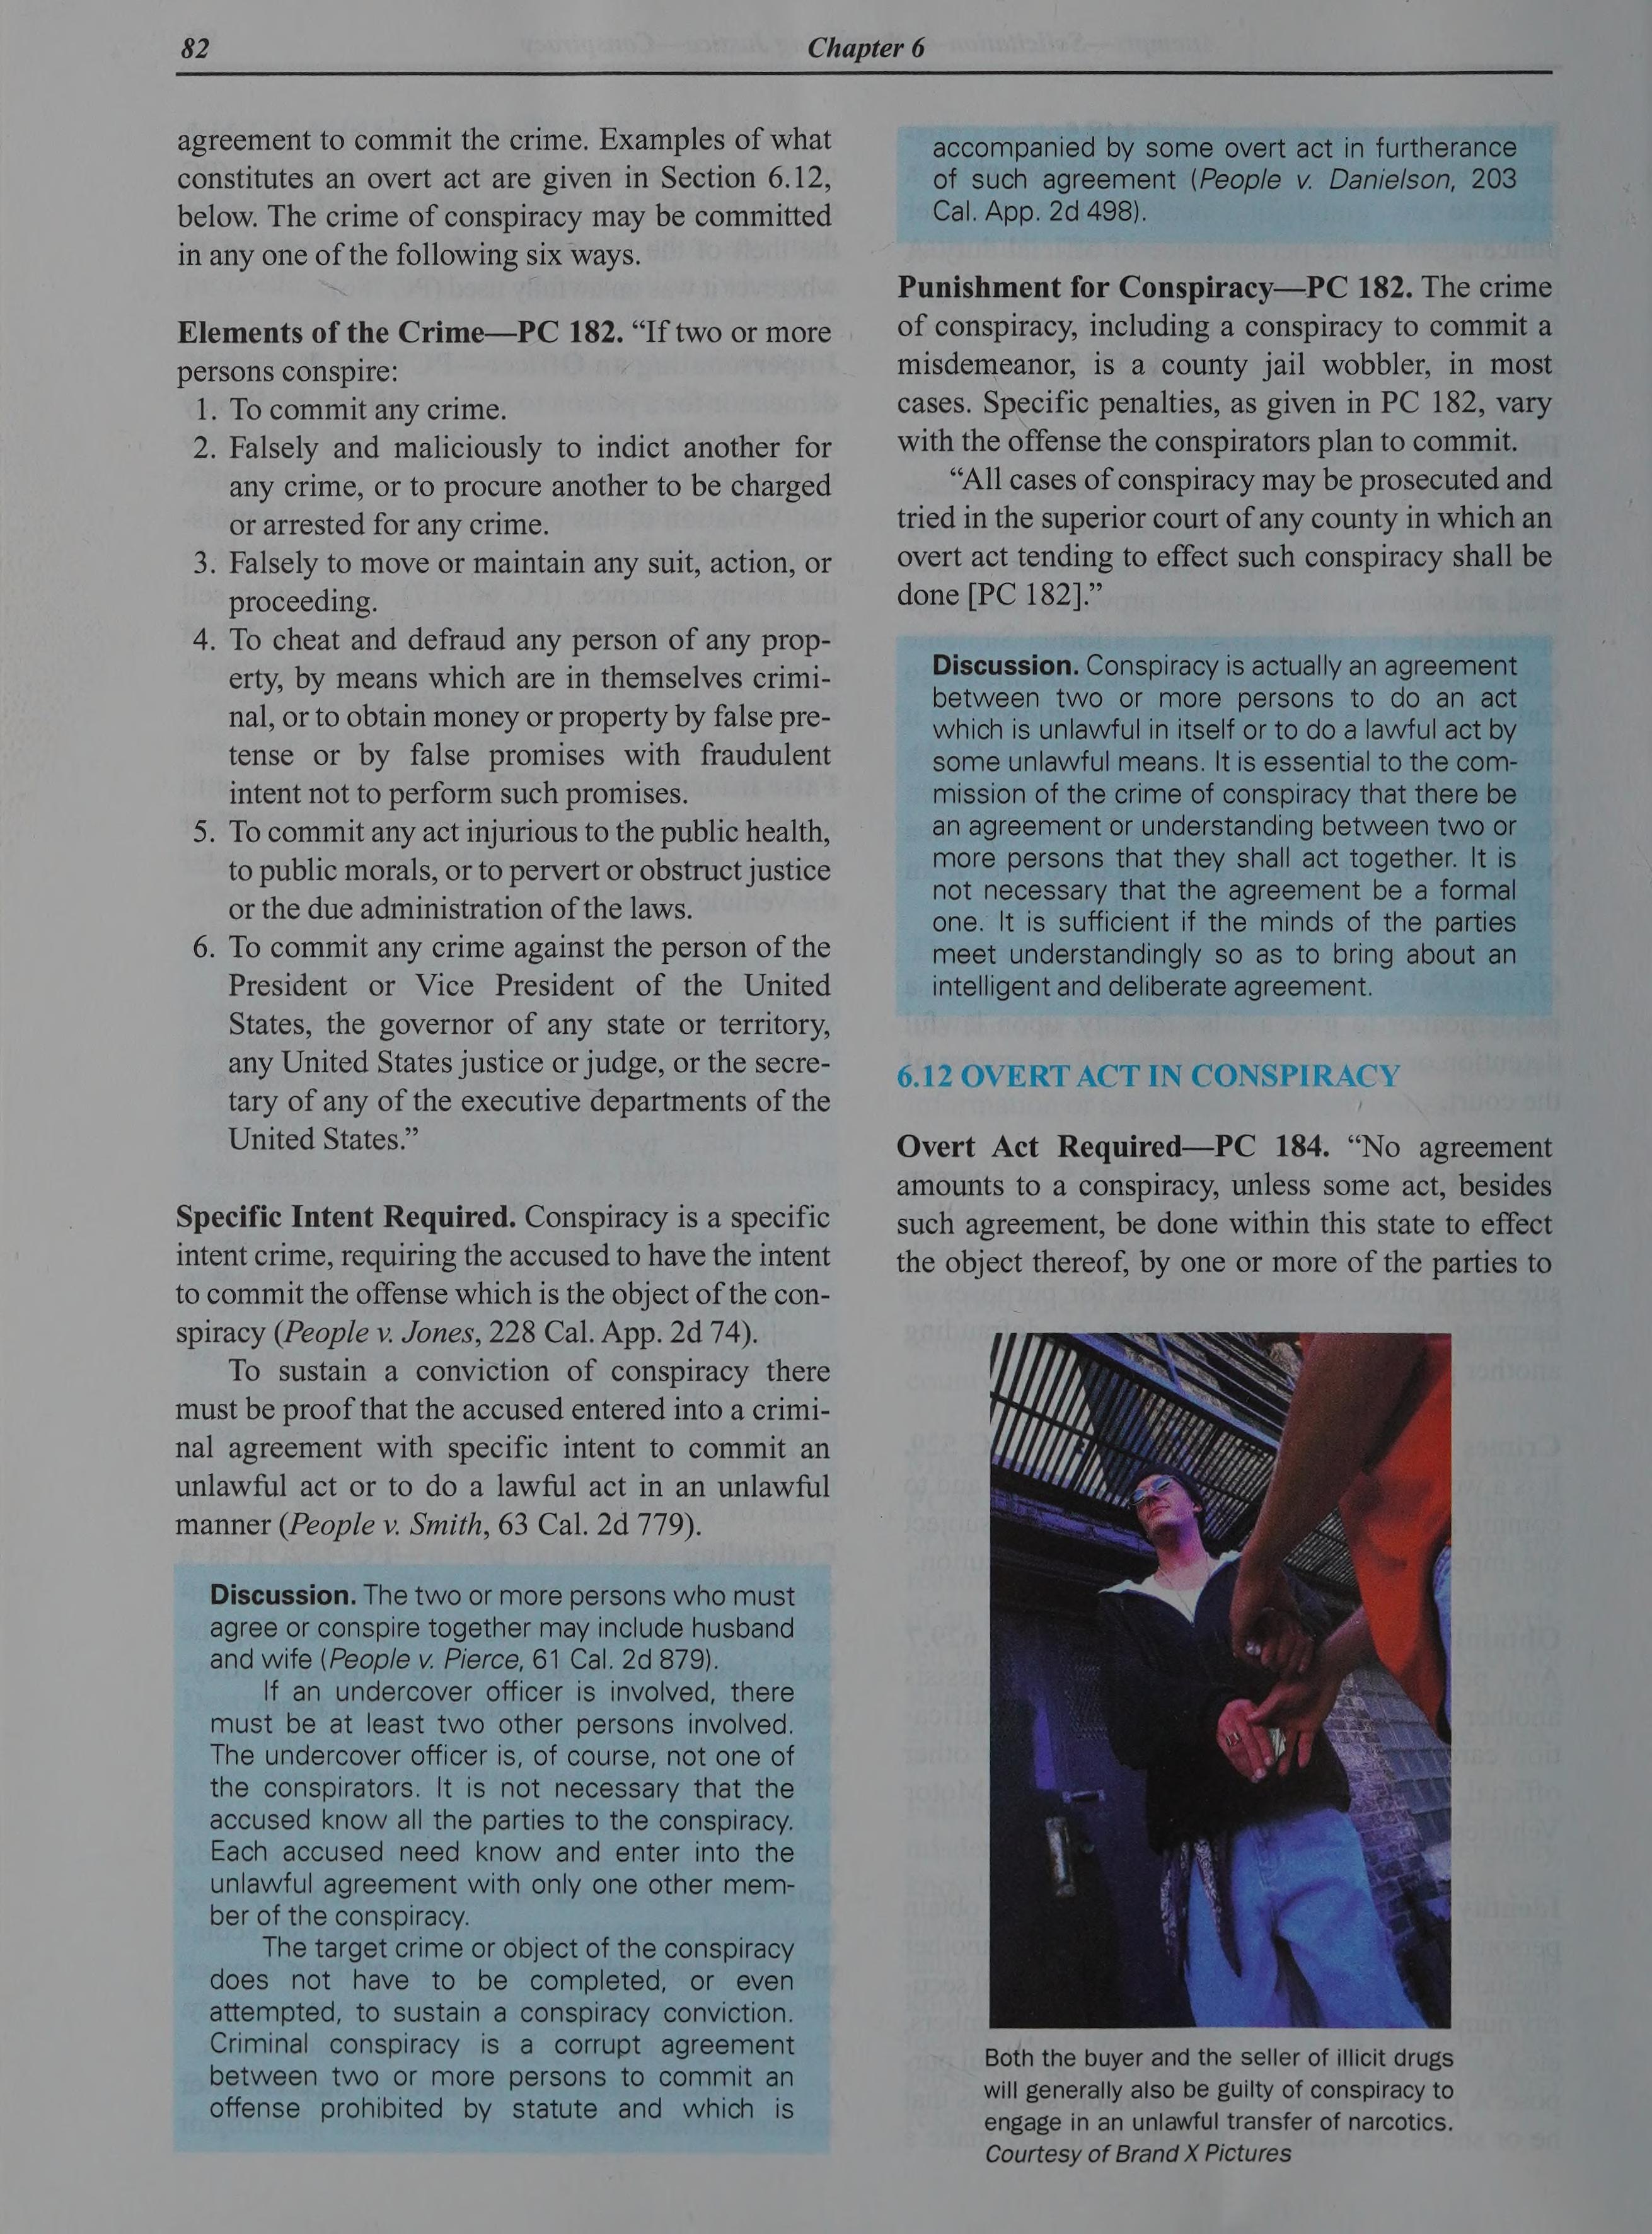 82
Chapter 6
agreement to commit the crime. Examples of what
constitutes an overt act are given in Section 6.12,
below. The crime of conspiracy may be committed
in any one of the following six ways.
Elements of the Crime—PC 182. “If two or more
persons conspire:
1. To commit any crime.
2. Falsely and maliciously to indict another for
any crime, or to procure another to be charged
or arrested for any crime.
3. Falsely to move or maintain any suit, action, or
proceeding.
4. To cheat and defraud any person of any prop-
erty, by means which are in themselves crimi-
nal, or to obtain money or property by false pre-
tense or by false promises with fraudulent
intent not to perform such promises.
5. To commit any act injurious to the public health,
to public morals, or to pervert or obstruct justice
or the due administration of the laws.
6. To commit any crime against the person of the
President or Vice President of the United
States, the governor of any state or territory,
any United States justice or judge, or the secre-
tary of any of the executive departments of the
United States.”
Specific Intent Required. Conspiracy is a specific
intent crime, requiring the accused to have the intent
to commit the offense which is the object of the con-
spiracy (People v. Jones, 228 Cal. App. 2d 74).
To sustain a conviction of conspiracy there
must be proof that the accused entered into a crimi-
nal agreement with specific intent to commit an
unlawful act or to do a lawful act in an unlawful
manner (People v. Smith, 63 Cal. 2d 779).
Discussion. The two or more persons who must
agree or conspire together may include husband
and wife (People v. Pierce, 61 Cal. 2d 879).
If an undercover officer is involved, there
must be at least two other persons involved.
The undercover officer is, of course, not one of
the conspirators. It is not necessary that the
accused know all the parties to the conspiracy.
Each accused need know and enter into the
unlawful agreement with only one other mem-
ber of the conspiracy.
The target crime or object of the conspiracy
does not have to be completed, or even
attempted, to sustain a conspiracy conviction.
Criminal conspiracy is a corrupt agreement
between two or more persons to commit an
offense prohibited by statute and which is
accompanied by some overt act in furtherance
of such agreement (People v. Danielson, 203
Cal. App. 2d 498).
Punishment for Conspiracy—PC 182. The crime
of conspiracy, including a conspiracy to commit a
misdemeanor, is a county jail wobbler, in most
cases. Specific penalties, as given in PC 182, vary
with the offense the conspirators plan to commit.
“All cases of conspiracy may be prosecuted and
tried in the superior court of any county in which an
overt act tending to effect such conspiracy shall be
done [PC 182].”
Discussion. Conspiracy is actually an agreement
between two or more persons to do an act
which is unlawful in itself or to do a lawful act by
some unlawful means. It is essential to the com-
mission of the crime of conspiracy that there be
an agreement or understanding between two or
more persons that they shall act together. It is
not necessary that the agreement be a formal
one. It is sufficient if the minds of the parties
meet understandingly so as to bring about an
intelligent and deliberate agreement.
6.12 OVERT ACT IN CONSPIRACY
Overt Act Required—PC 184. “No agreement
amounts to a conspiracy, unless some act, besides
such agreement, be done within this state to effect
the object thereof, by one or more of the parties to
Both the buyer and the seller of illicit drugs
will generally also be guilty of conspiracy to
engage in an unlawful transfer of narcotics.
Courtesy of Brand X Pictures